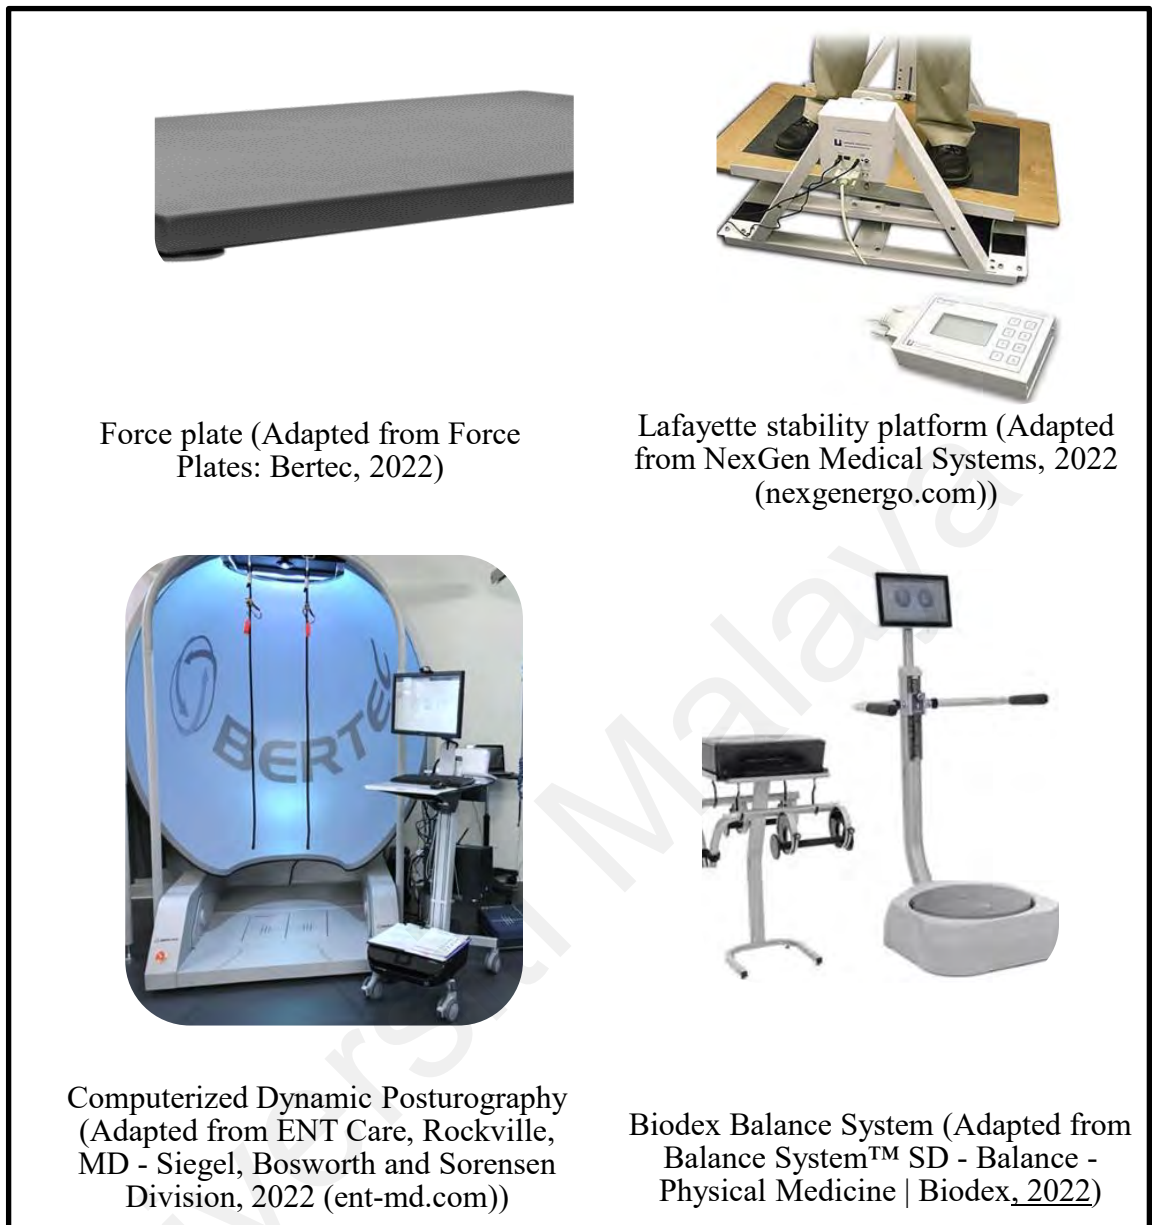 Force plate (Adapted from Force
Plates: Bertec, 2022)
Lafayette stability platform (Adapted
from NexGen Medical Systems, 2022
(nexgenergo.com))
BERTEC
Computerized Dynamic Posturography
(Adapted from ENT Care, Rockville,
MD - Siegel, Bosworth and Sorensen
Division, 2022 (ent-md.com))
Biodex Balance System (Adapted from
Balance System™ SD - Balance -
Physical Medicine | Biodex, 2022)
Malaya